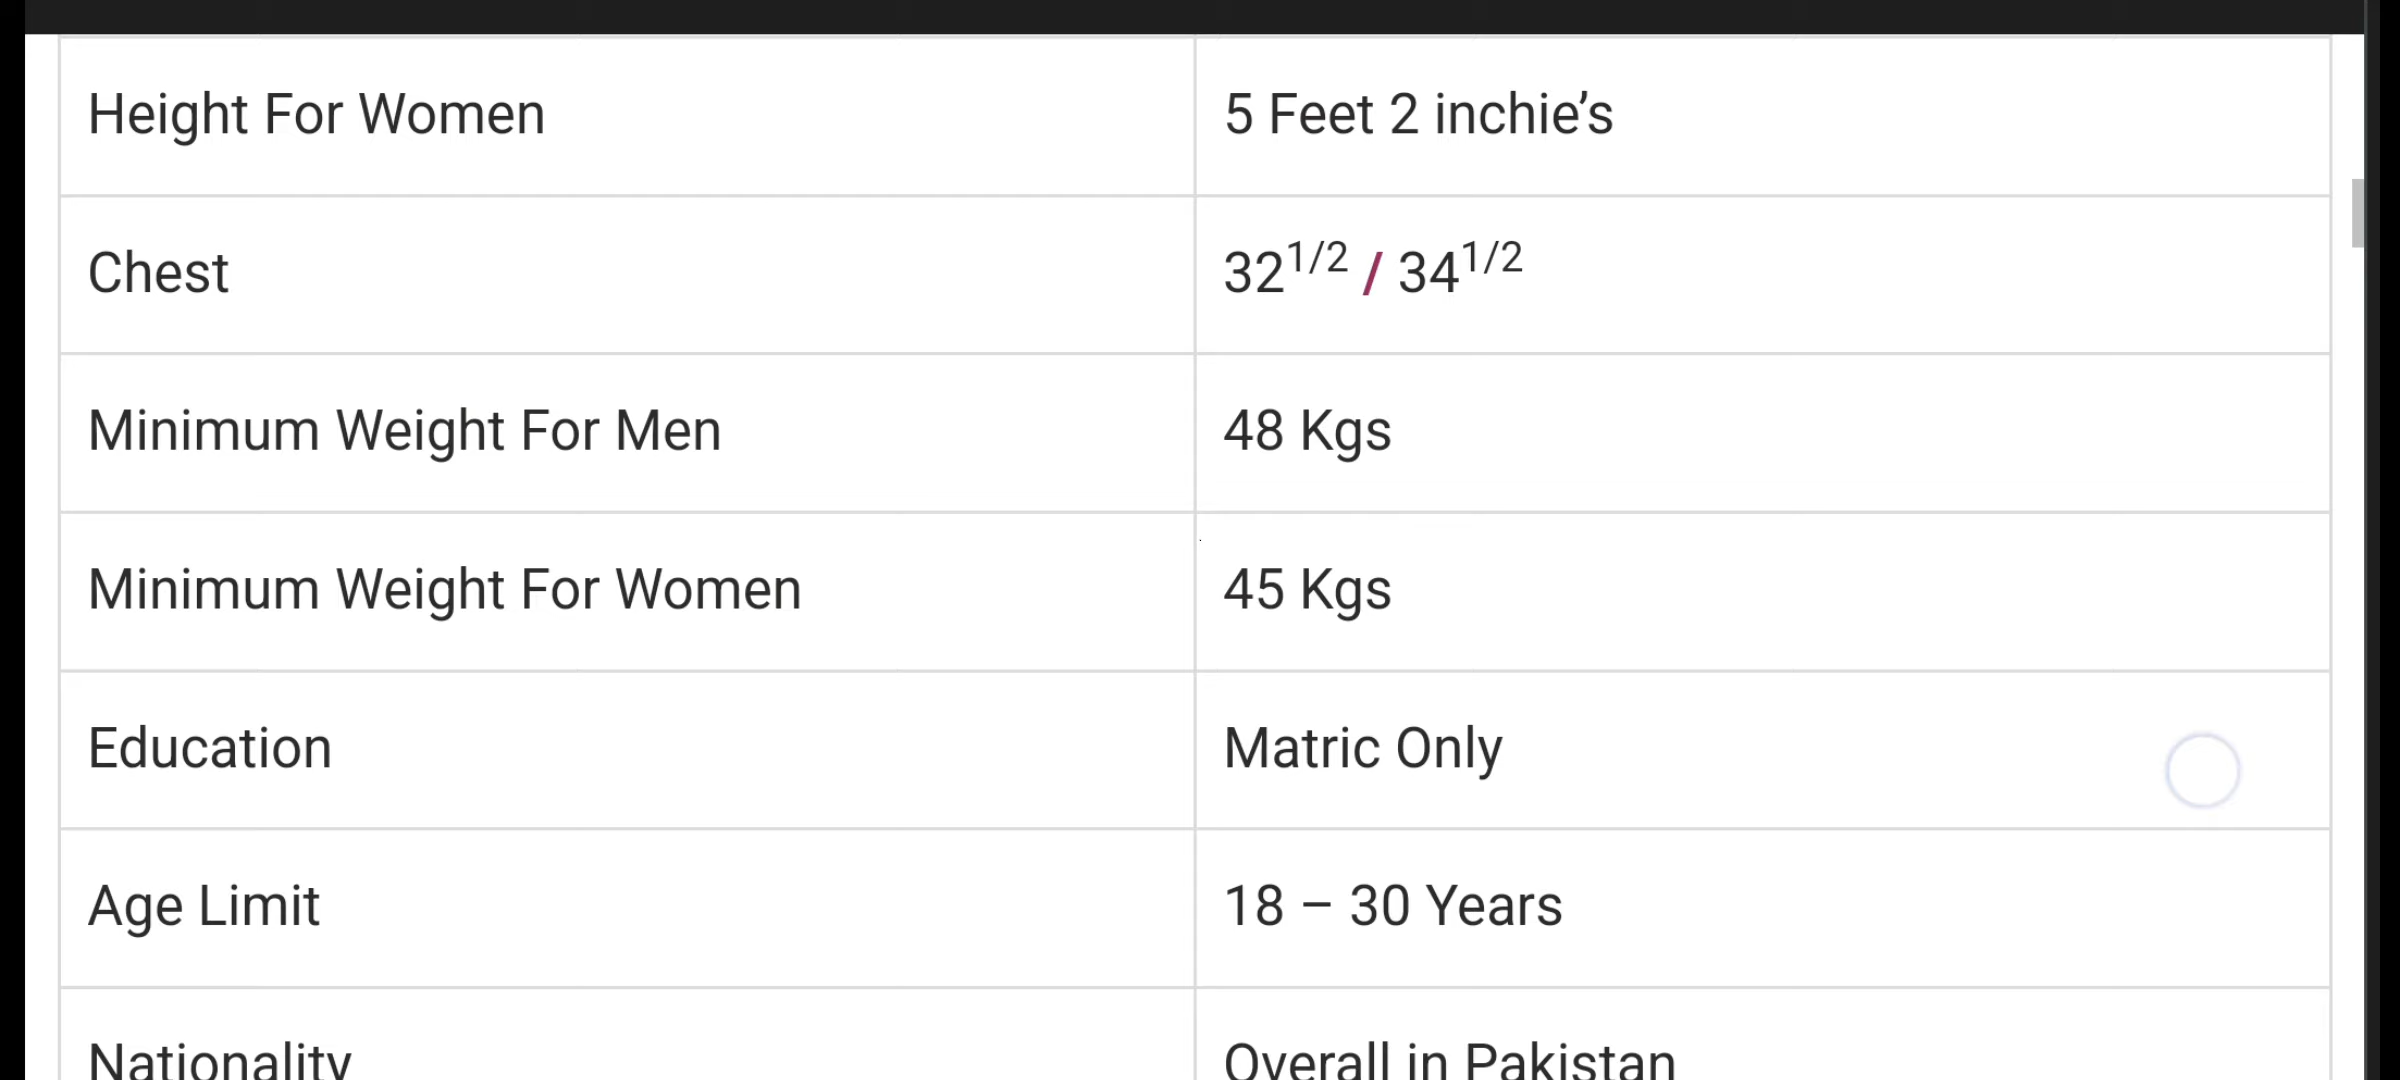 Height For Women 5 Feet 2 inchie’s
Chest 32^1/2 / 34^1/2
Minimum Weight For Men 48 Kgs
Minimum Weight For Women 45 Kgs
Education Matric Only
Age Limit 18 – 30 Years
Nationality Overall in Pakistan